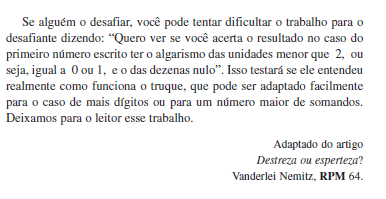 Se alguém o desafiar, você pode tentar dificultar o trabalho para o
desafiante dizendo: “Quero ver se você acerta o resultado no caso do
primeiro número escrito ter o algarismo das unidades menor que 2, ou
seja, igual a 0 ou 1, e o das dezenas nulo”. Isso testará se ele entendeu
realmente como funciona o truque, que pode ser adaptado facilmente
para o caso de mais dígitos ou para um número maior de somandos.
Deixamos para o leitor esse trabalho.
Adaptado do artigo
Destreza ou esperteza?
Vanderlei Nemitz, RPM 64.